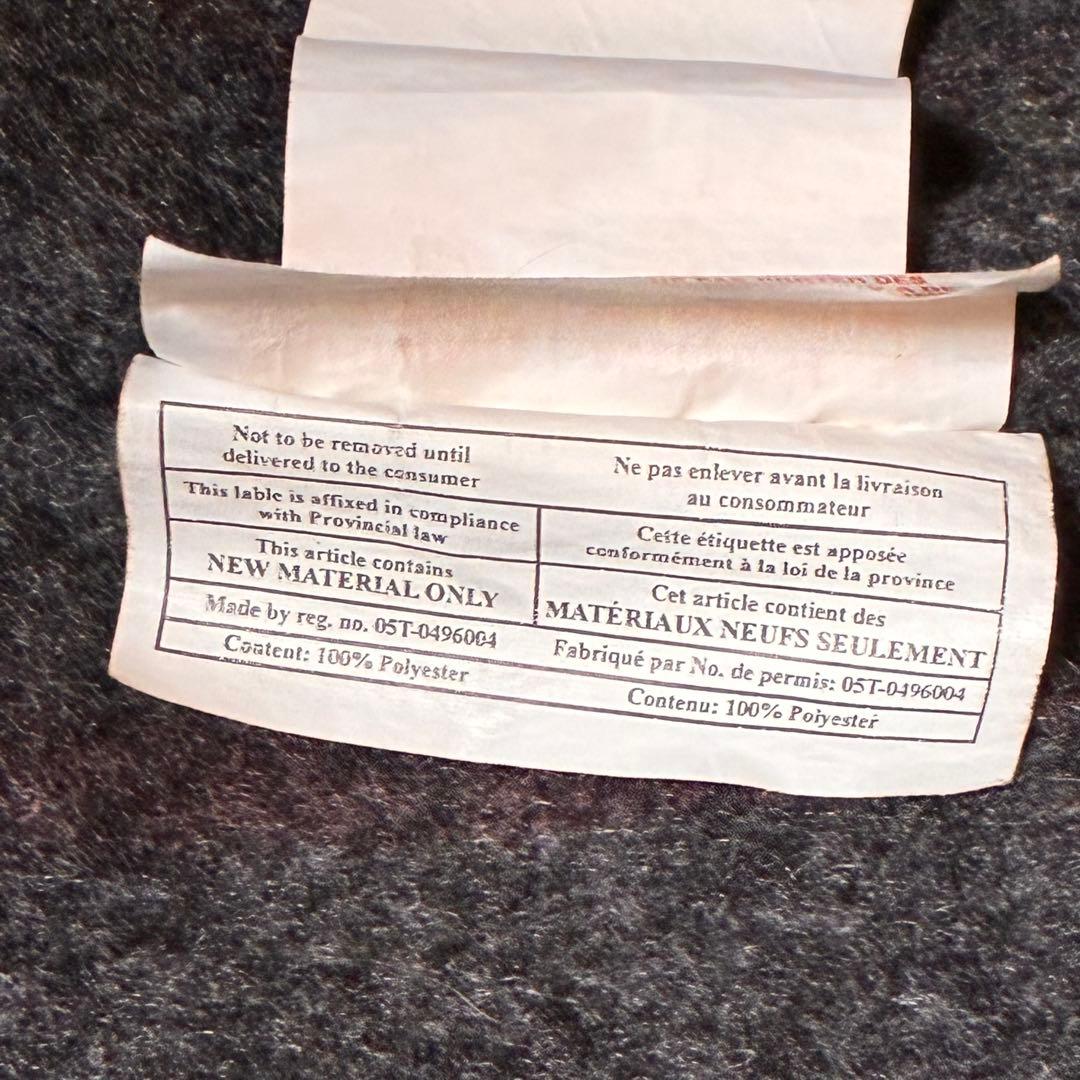 Not to be removed until
delivered to the consumer
Ne pas enlever avant la livraison
au consommateur
This lable is affixed in compliance
with Provincial law
Cette étiquette est apposée
conformément à la loi de la province
This article contains
NEW MATERIAL ONLY
Cet article contient des
MATÉRIAUX NEUFS SEULEMENT
Made by reg. no. 05T-0496004
Fabriqué par No. de permis: 05T-0496004
Content: 100% Polyester
Contenu: 100% Polyester